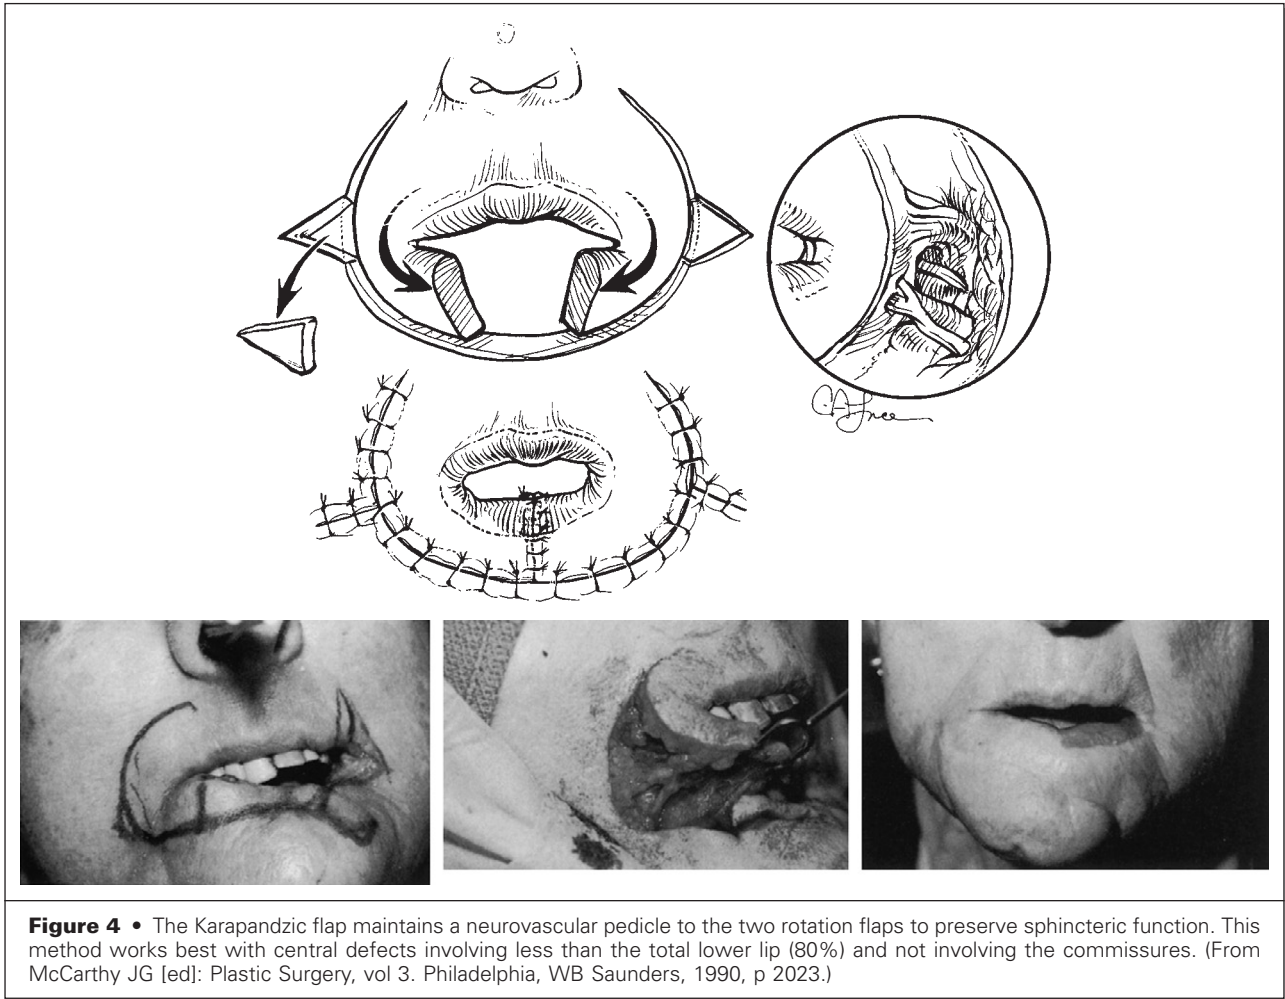 Figure 4 • The Karapandzic flap maintains a neurovascular pedicle to the two rotation flaps to preserve sphincteric function. This
method works best with central defects involving less than the total lower lip (80%) and not involving the commissures. (From
McCarthy JG [ed]: Plastic Surgery, vol 3. Philadelphia, WB Saunders, 1990, p 2023.)